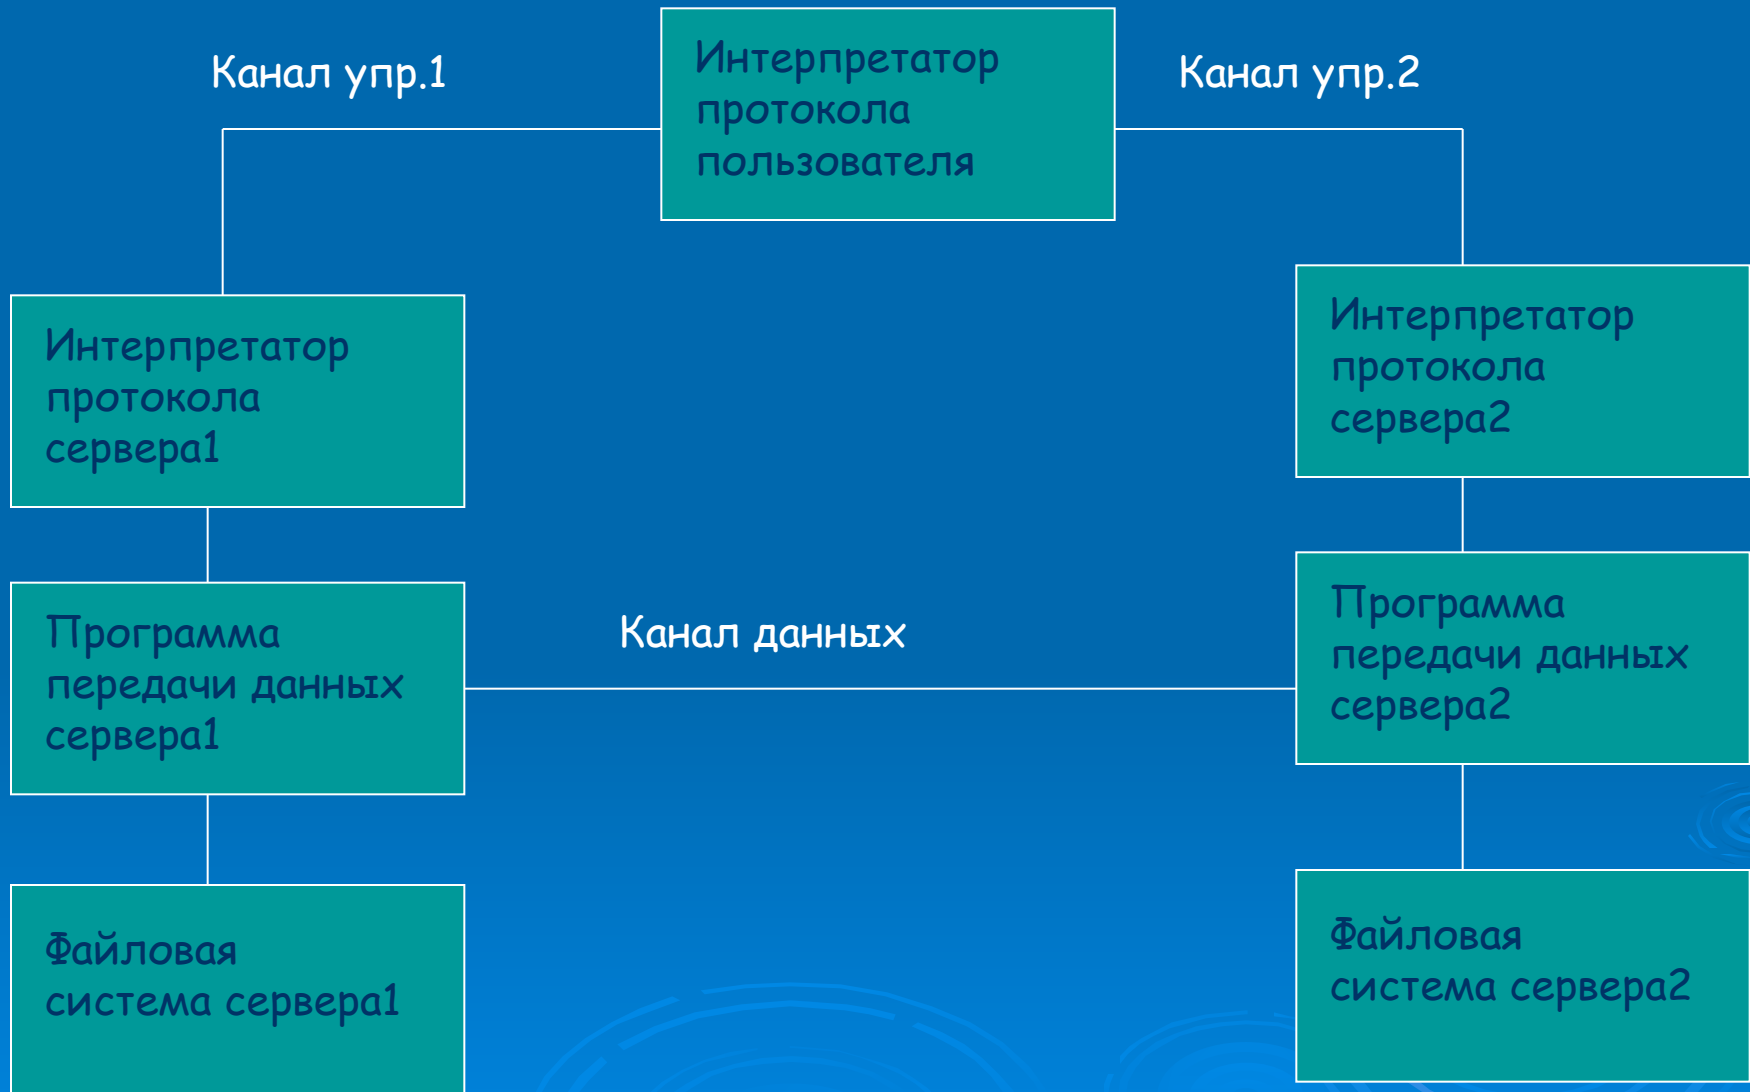 Канал упр.1
Интерпретатор
протокола
пользователя
Канал упр.2
Интерпретатор
протокола
сервера1
Интерпретатор
протокола
сервера2
Программа
передачи данных
сервера1
Канал данных
Программа
передачи данных
сервера2
Файловая
система сервера1
Файловая
система сервера2